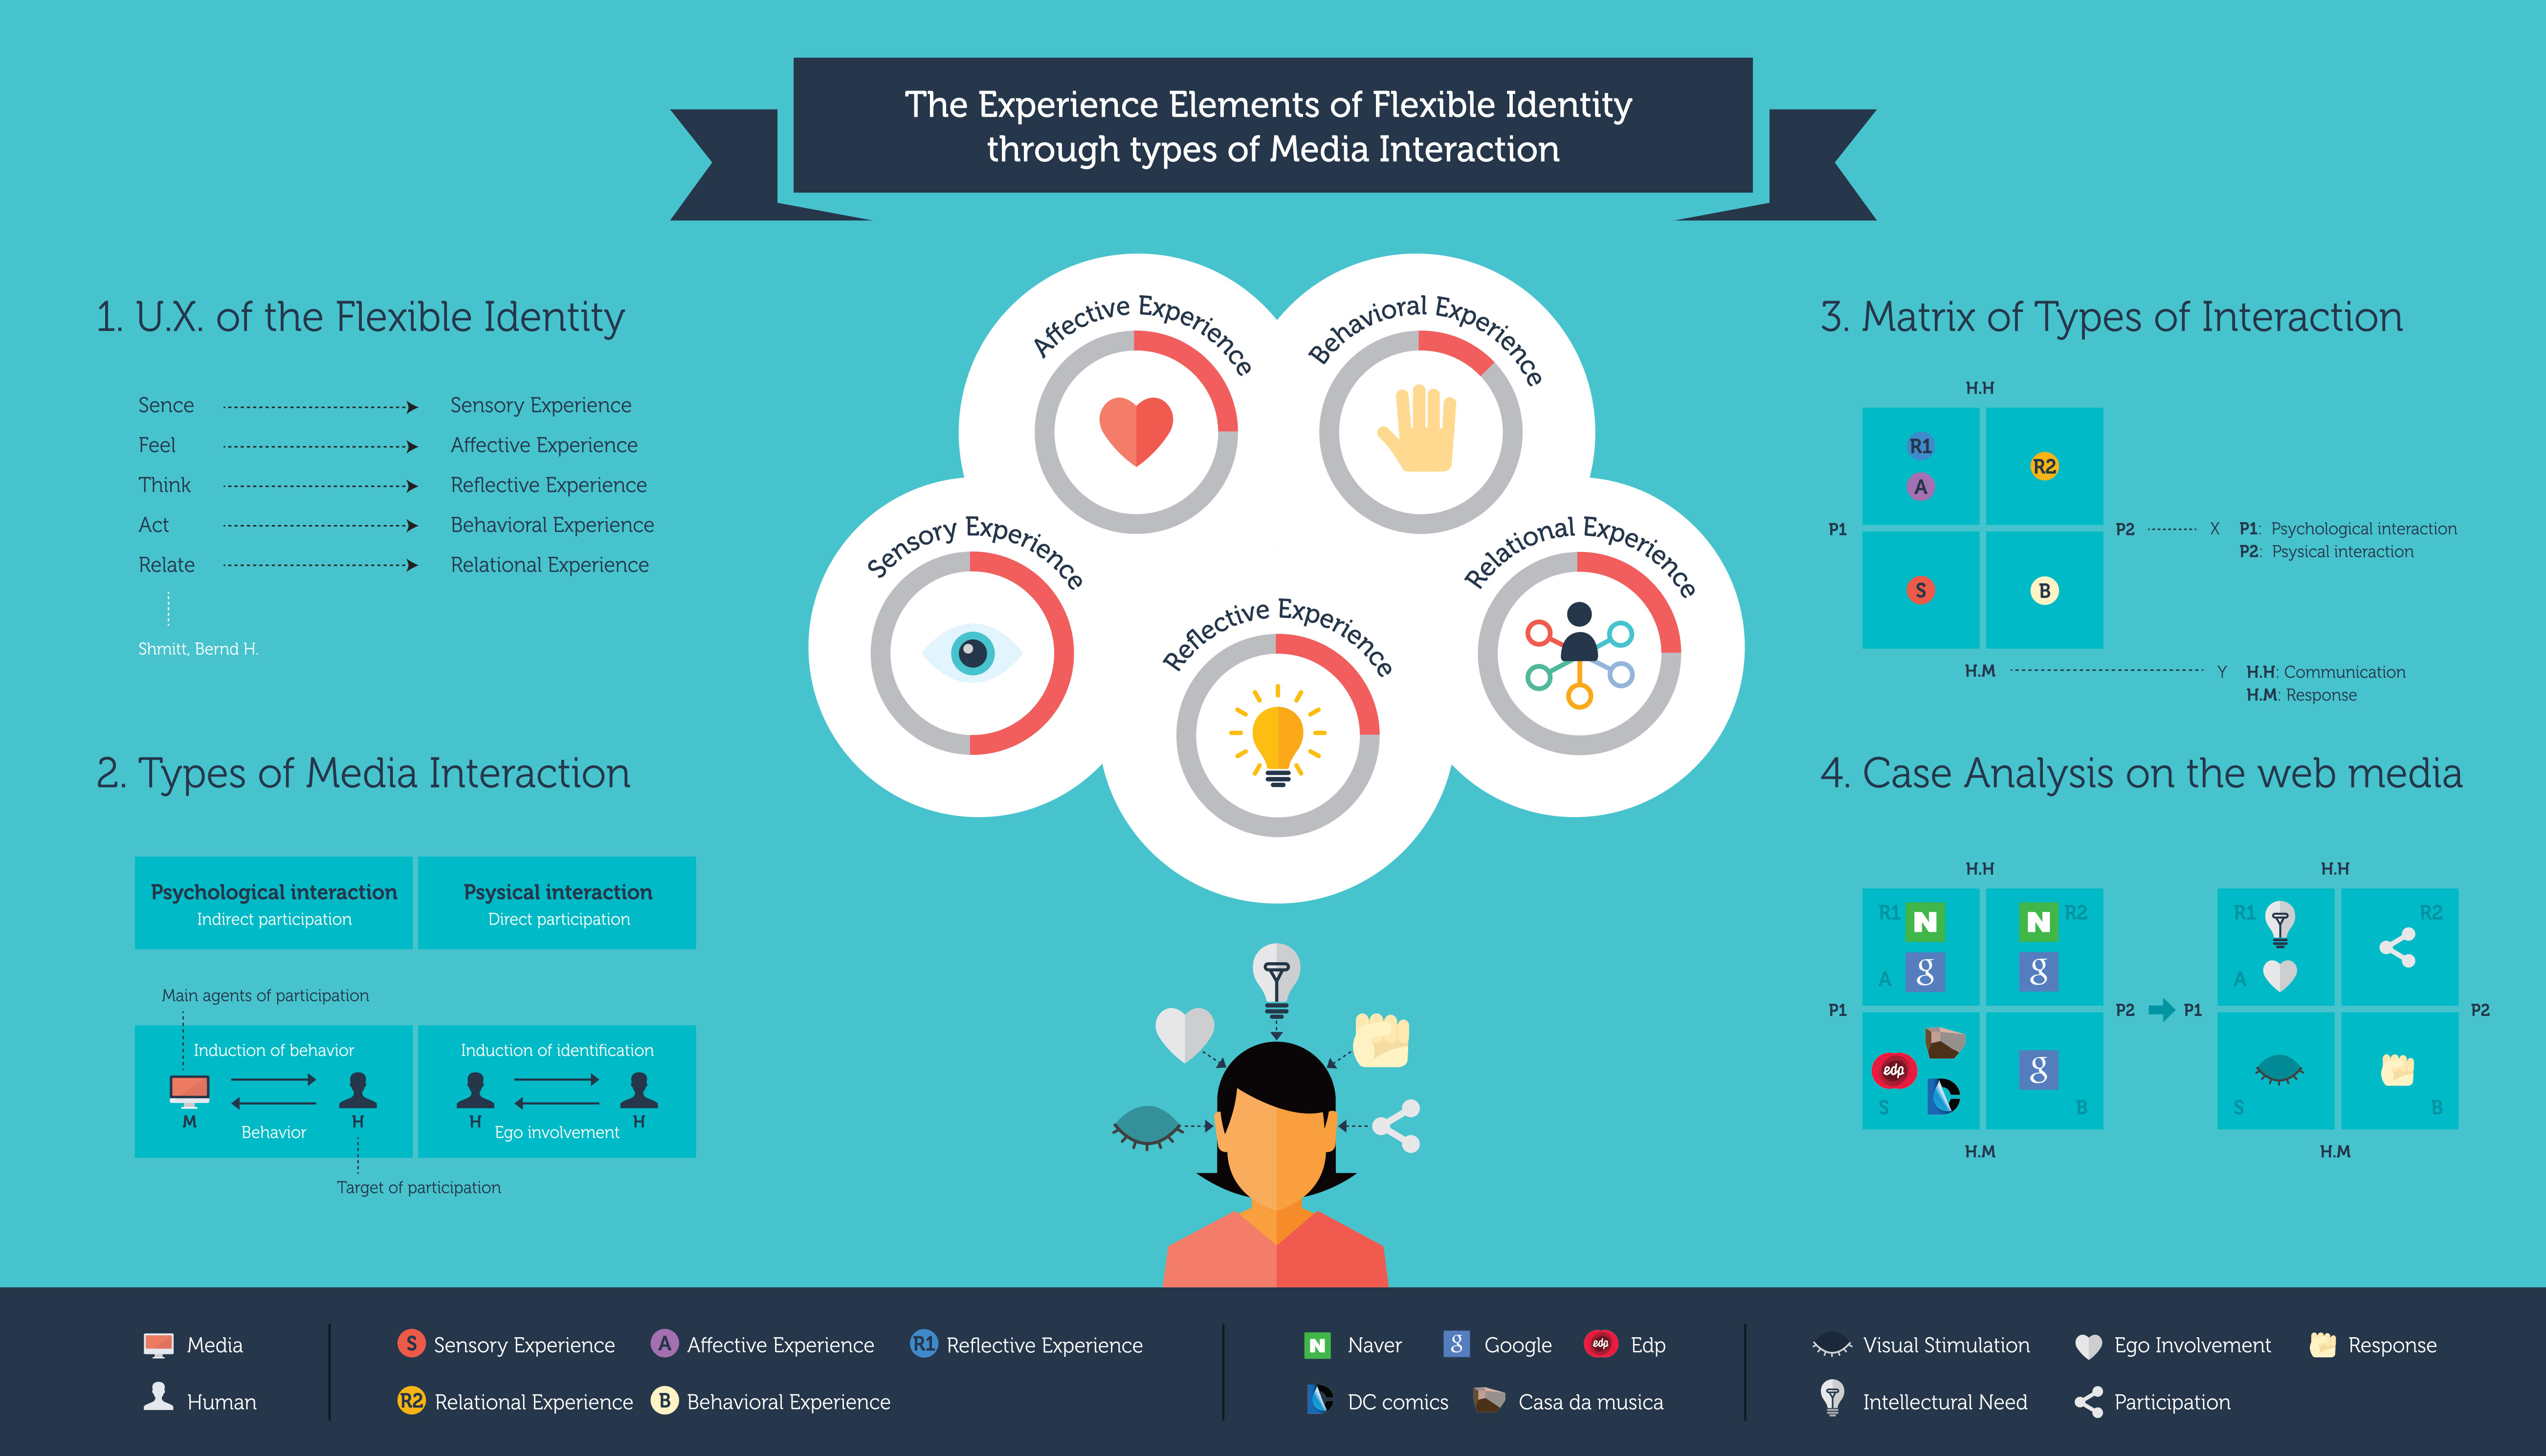 The Experience Elements of Flexible Identity
through types of Media Interaction
1. U.X. of the Flexible Identity
Sence
Sensory Experience
Feel
Affective Experience
Think
Reflective Experience
Act
Behavioral Experience
Relate
Relational Experience
Shmitt, Bernd H.
2. Types of Media Interaction
Psychological interaction
Indirect participation
Psysical interaction
Direct participation
Main agents of participation
Induction of behavior
M
H
Behavior
Induction of identification
H
H
Ego involvement
Target of participation
Affective Experience
Behavioral Experience
Sensory Experience
Relational Experience
Reflective Experience
3. Matrix of Types of Interaction
H.H
R1
A
R2
P1
P2
X
P1: Psychological interaction
P2: Psysical interaction
S
B
H.M
Y
H.H: Communication
H.M: Response
4. Case Analysis on the web media
H.H
R1
N
N
R2
A
g
g
P1
P2
edp
g
S
C
B
H.M
H.H
R1
R2
A
P1
P2
S
B
H.M
Media
Human
S Sensory Experience
A Affective Experience
R1 Reflective Experience
R2 Relational Experience
B Behavioral Experience
N Naver
g Google
edp Edp
C DC comics
Casa da musica
Visual Stimulation
Ego Involvement
Response
Intellectural Need
Participation